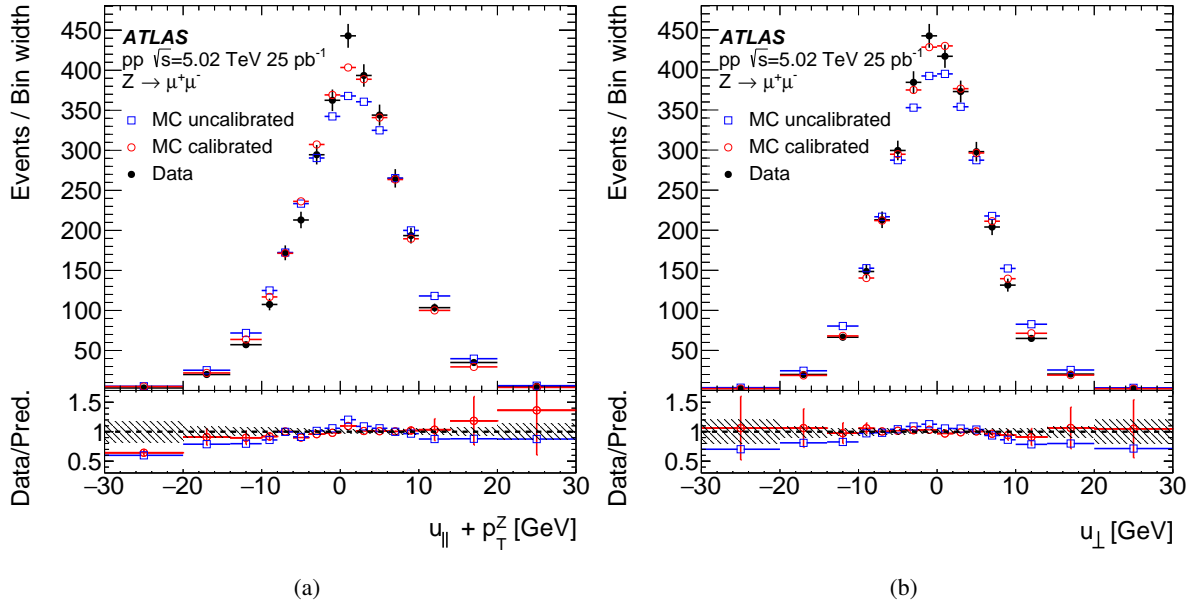 Events / Bin width
450
400
350
300
250
200
150
100
50
ATLAS
pp √s=5.02 TeV 25 pb⁻¹
Z → μ⁺μ⁻
MC uncalibrated
MC calibrated
Data
Data/Pred.
1.5
1
0.5
−30 −20 −10 0 10 20 30
u_∥ + p_T^Z [GeV]
(a)
Events / Bin width
450
400
350
300
250
200
150
100
50
ATLAS
pp √s=5.02 TeV 25 pb⁻¹
Z → μ⁺μ⁻
MC uncalibrated
MC calibrated
Data
Data/Pred.
1.5
1
0.5
−30 −20 −10 0 10 20 30
u_⊥ [GeV]
(b)